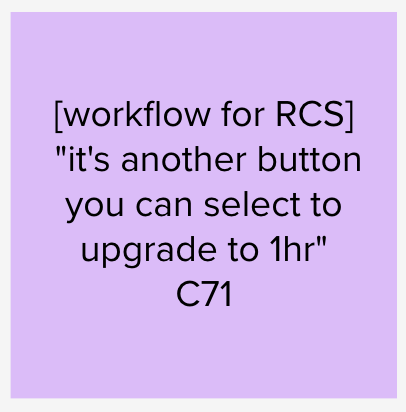 [workflow for RCS]
"it's another button
you can select to
upgrade to 1hr"
C71